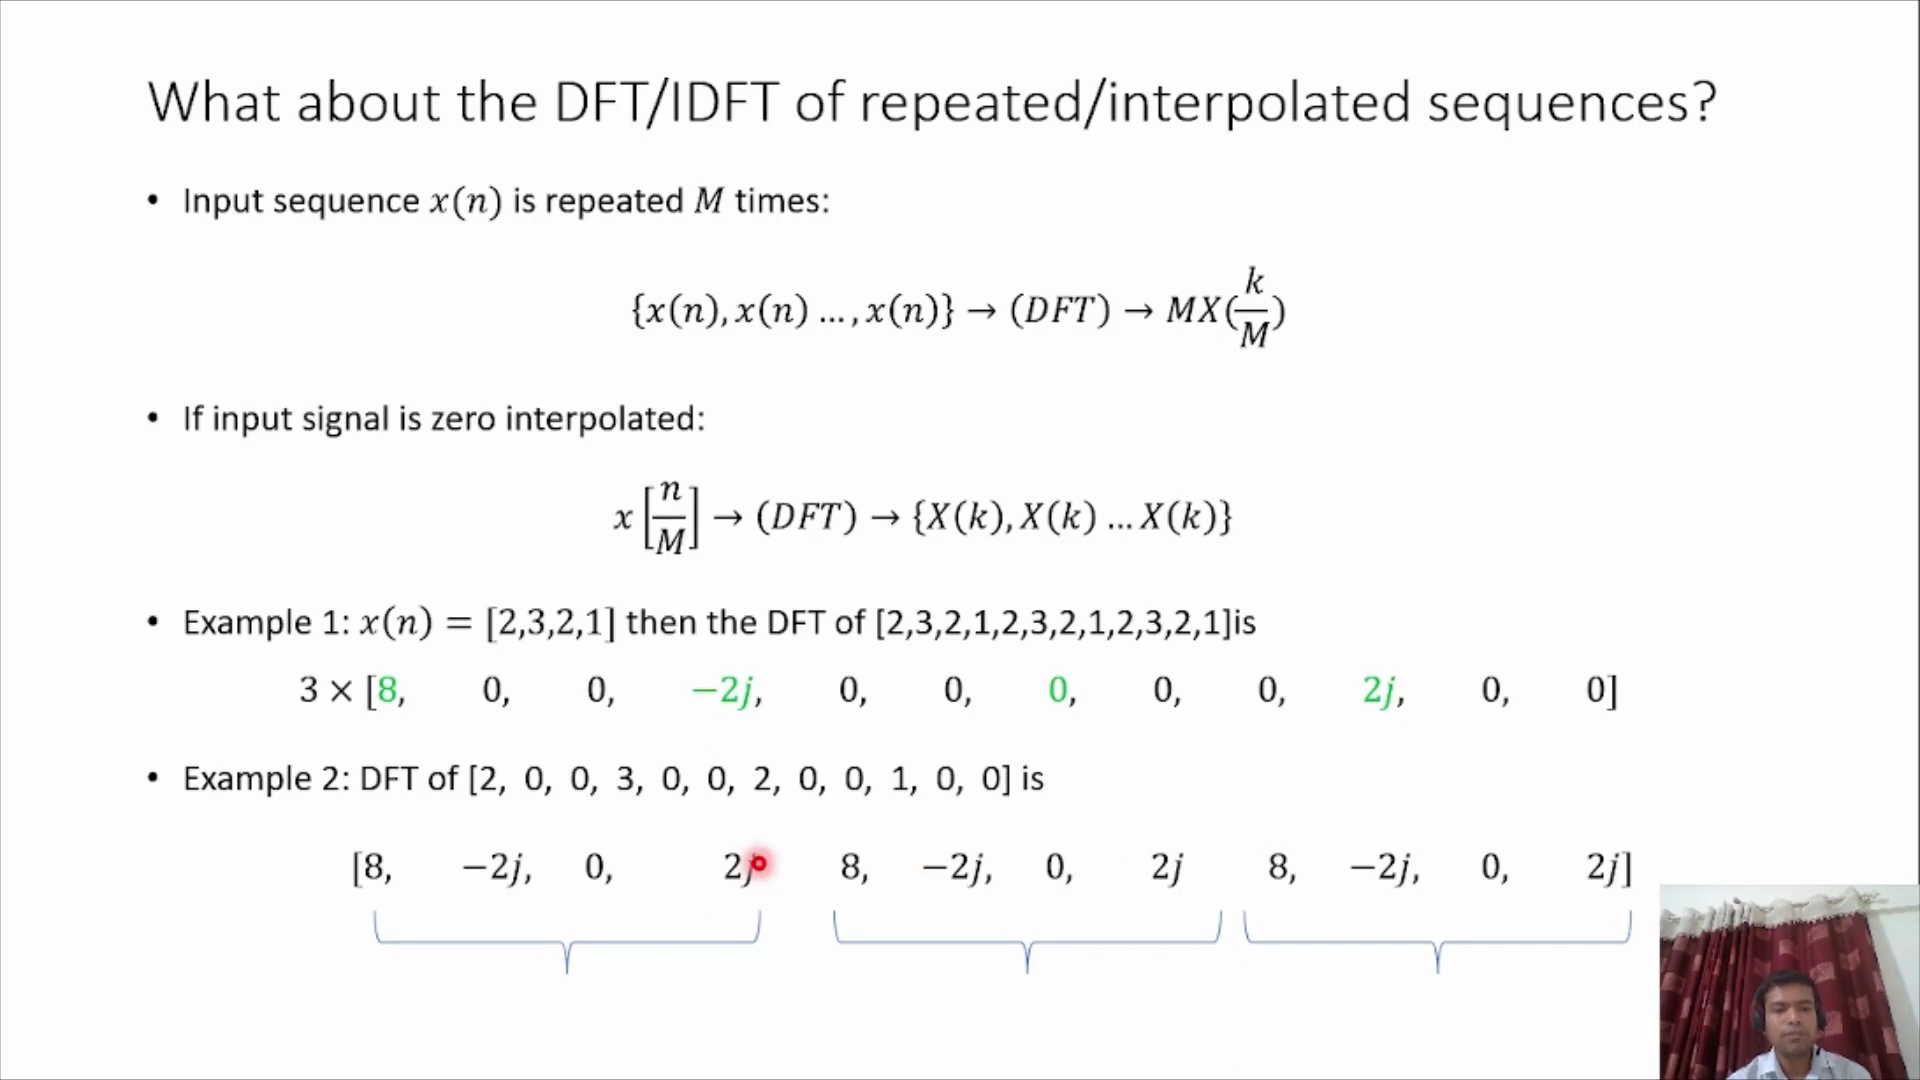 What about the DFT/IDFT of repeated/interpolated sequences?
• Input sequence x(n) is repeated M times:
{x(n), x(n) ..., x(n)} → (DFT) → MX(k/M)
• If input signal is zero interpolated:
x[n/M] → (DFT) → {X(k), X(k) ... X(k)}
• Example 1: x(n) = [2,3,2,1] then the DFT of [2,3,2,1,2,3,2,1,2,3,2,1]is
3 × [8, 0, 0, −2j, 0, 0, 0, 0, 0, 2j, 0, 0]
• Example 2: DFT of [2, 0, 0, 3, 0, 0, 2, 0, 0, 1, 0, 0] is
[8, −2j, 0, 2j 8, −2j, 0, 2j 8, −2j, 0, 2j]